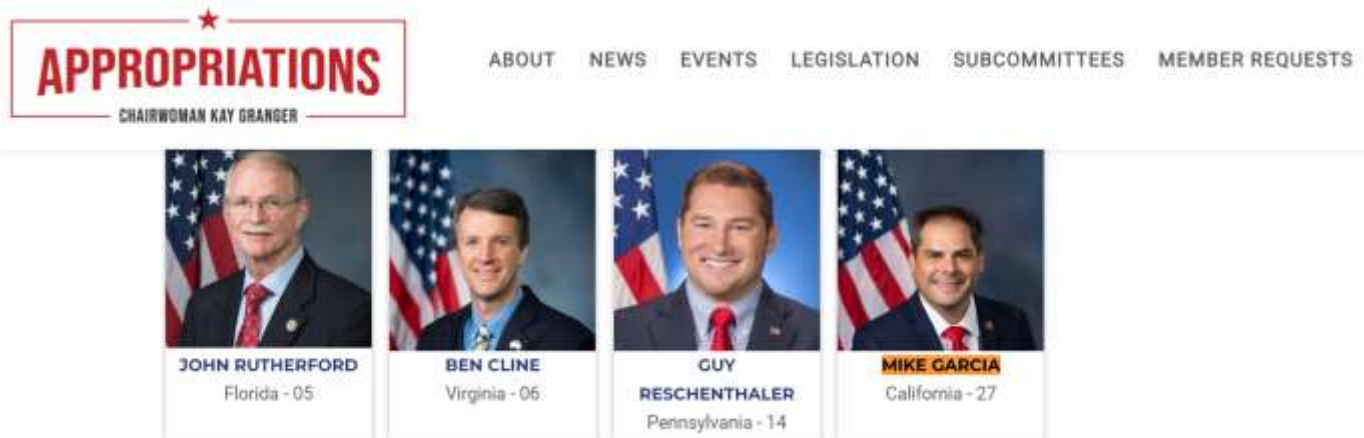 APPROPRIATIONS
CHAIRWOMAN KAY GRANGER
ABOUT NEWS EVENTS LEGISLATION SUBCOMMITTEES MEMBER REQUESTS
JOHN RUTHERFORD
Florida - 05
BEN CLINE
Virginia - 06
GUY
RESCHENTHALER
Pennsylvania - 14
MIKE GARCIA
California - 27